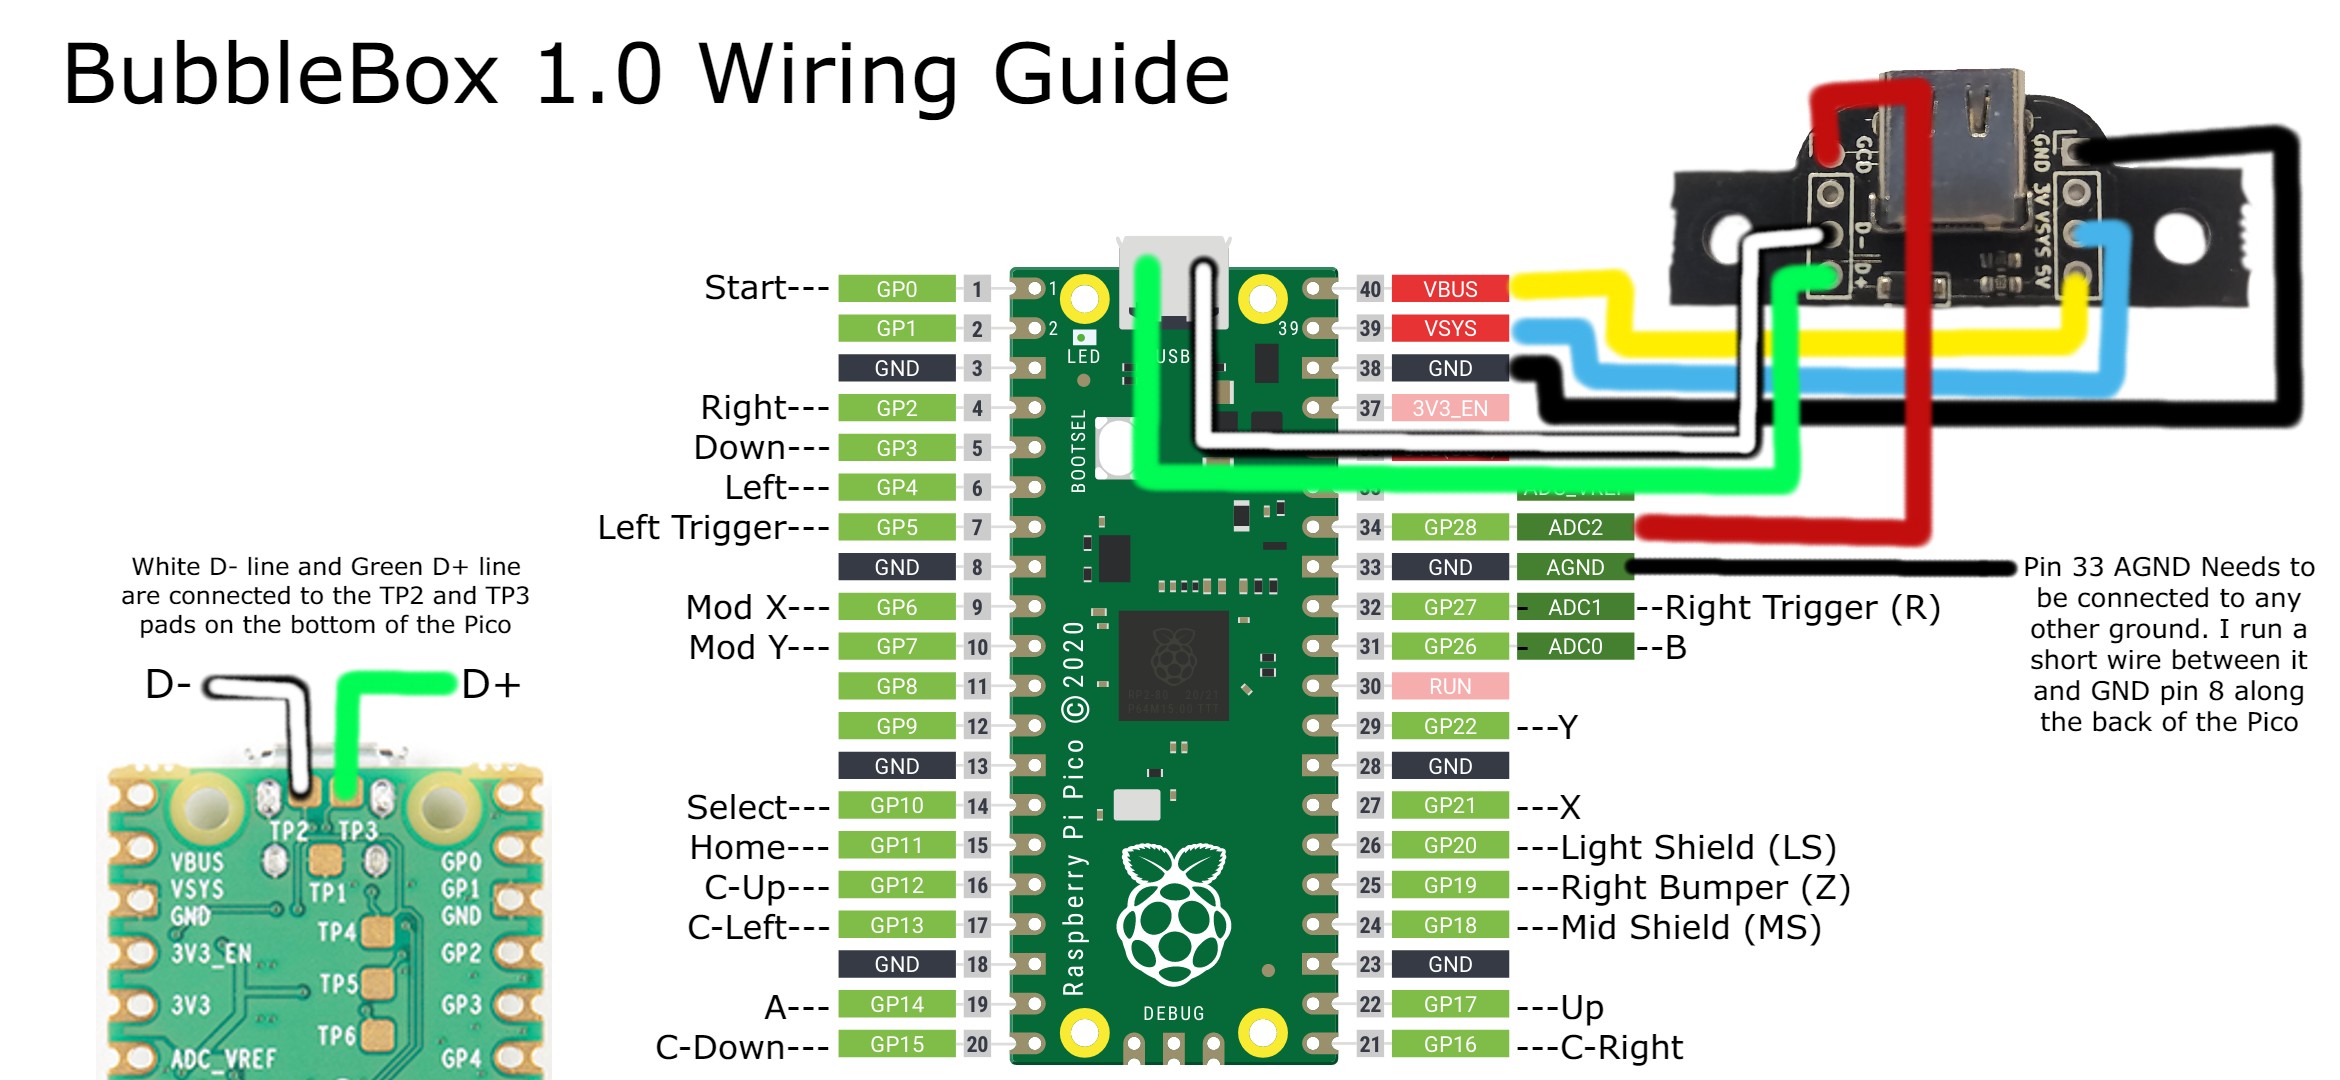 BubbleBox 1.0 Wiring Guide
GCD
D-
D+
GND
3V
VSYS
5V
Start--- GP0 1
GP1 2
GND 3
Right--- GP2 4
Down--- GP3 5
Left--- GP4 6
Left Trigger--- GP5 7
GND 8
Mod X--- GP6 9
Mod Y--- GP7 10
GP8 11
GP9 12
GND 13
Select--- GP10 14
Home--- GP11 15
C-Up--- GP12 16
C-Left--- GP13 17
GND 18
A--- GP14 19
C-Down--- GP15 20
1
2
39
LED
USB
BOOTSEL
Raspberry Pi Pico ©2020
DEBUG
40 VBUS
39 VSYS
38 GND
37 3V3_EN
35 ADC_VREF
34 GP28 ADC2
33 GND AGND
32 GP27 - ADC1 --Right Trigger (R)
31 GP26 - ADC0 --B
30 RUN
29 GP22 ---Y
28 GND
27 GP21 ---X
26 GP20 ---Light Shield (LS)
25 GP19 ---Right Bumper (Z)
24 GP18 ---Mid Shield (MS)
23 GND
22 GP17 ---Up
21 GP16 ---C-Right
Pin 33 AGND Needs to
be connected to any
other ground. I run a
short wire between it
and GND pin 8 along
the back of the Pico
White D- line and Green D+ line
are connected to the TP2 and TP3
pads on the bottom of the Pico
D- D+
TP2 TP3
VBUS GP0
VSYS TP1 GP1
GND GND
TP4
3V3_EN GP2
TP5
3V3 GP3
TP6
ADC_VREF GP4